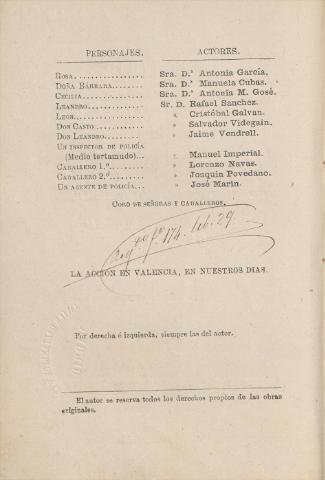 PERSONAJES. ACTORES.
ROSA................ Sra. D.ª Antonia García.
DOÑA BÁRBARA........ Sra. D.ª Manuela Cubas.
CECILIA............. Sra. D.ª Antonia M. Gosé.
LEANDRO............. Sr. D. Rafael Sanchez.
LEON................ » Cristóbal Galvan.
DON CASTO........... » Salvador Videgain.
DON LEANDRO......... » Jaime Vendrell.
UN INSPECTOR DE POLICÍA
(Medio tartamudo)... » Manuel Imperial.
CABALLERO 1.º....... » Lorenzo Navas.
CABALLERO 2.º....... » Joaquin Povedano.
UN AGENTE DE POLICÍA... » José Marin.
CORO DE SEÑORAS Y CABALLEROS.
fº 174. lib. 29
LA ACCION EN VALENCIA, EN NUESTROS DIAS.
Por derecha é izquierda, siempre las del actor.
El autor se reserva todos los derechos propios de las obras
originales.